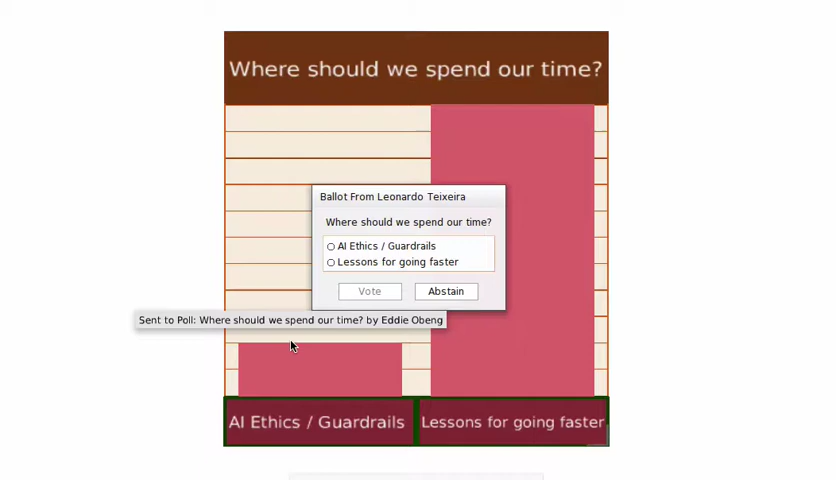 Where should we spend our time?
Ballot From Leonardo Teixeira
Where should we spend our time?
AI Ethics / Guardrails
Lessons for going faster
Vote
Abstain
Sent to Poll: Where should we spend our time? by Eddie Obeng
AI Ethics / Guardrails
Lessons for going faster